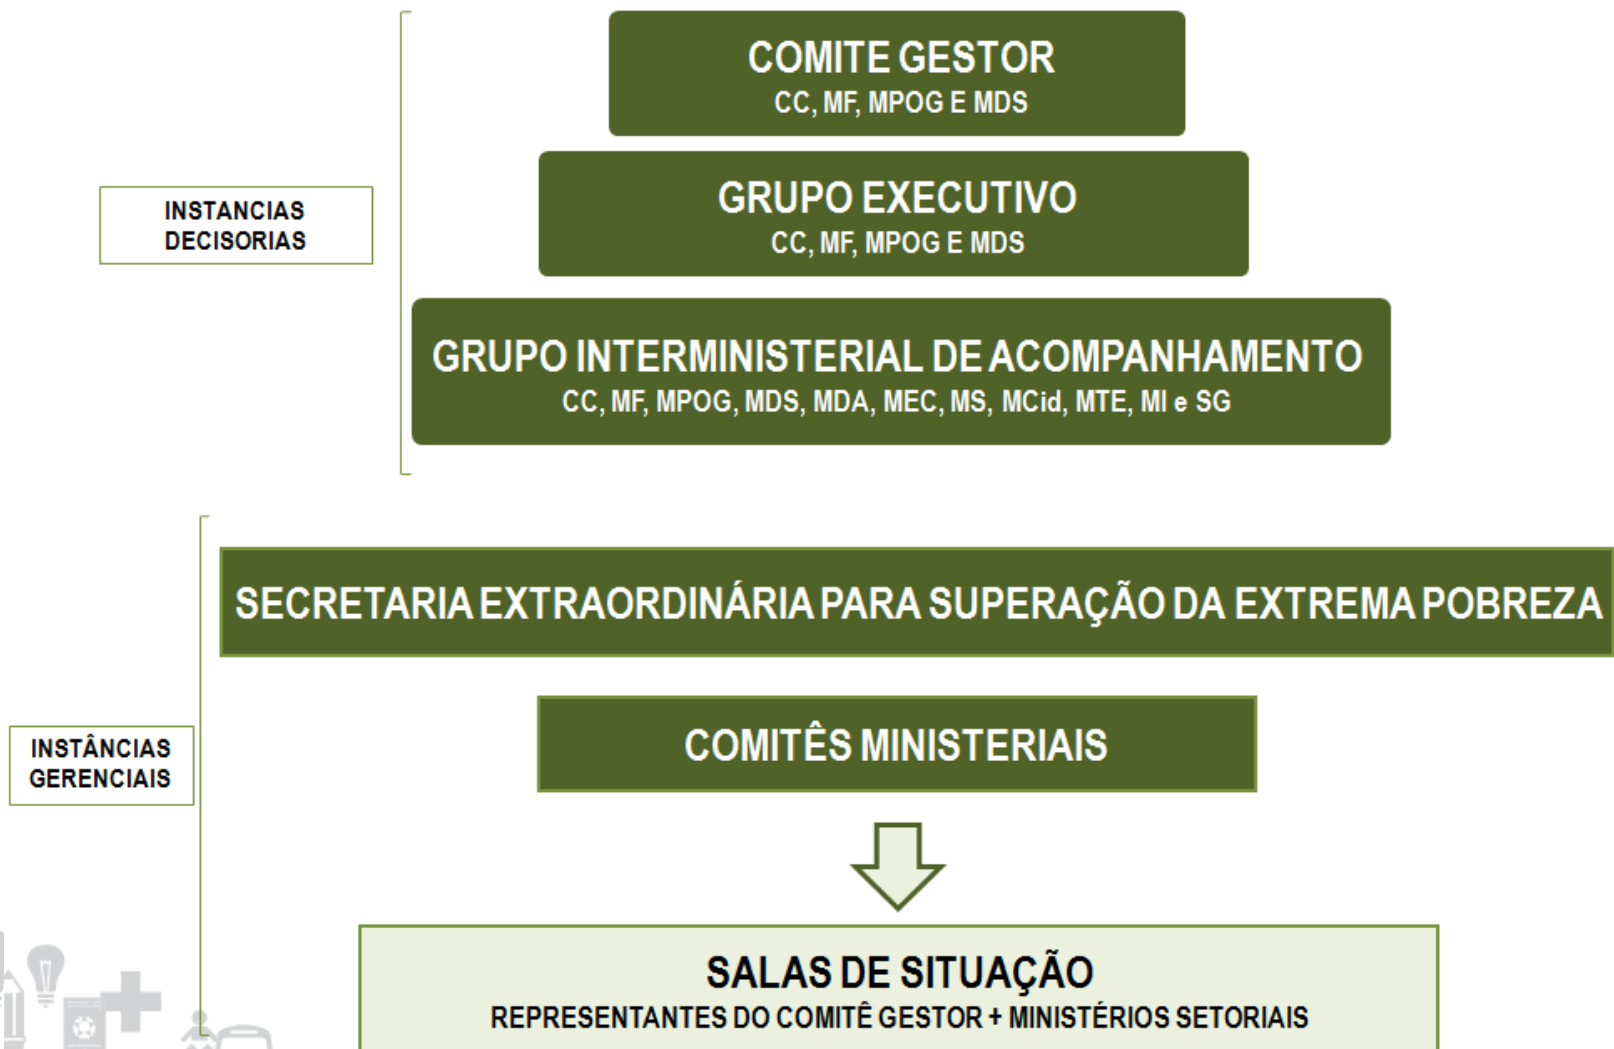 COMITE GESTOR
CC, MF, MPOG E MDS
INSTANCIAS
DECISORIAS
GRUPO EXECUTIVO
CC, MF, MPOG E MDS
GRUPO INTERMINISTERIAL DE ACOMPANHAMENTO
CC, MF, MPOG, MDS, MDA, MEC, MS, MCid, MTE, MI e SG
SECRETARIA EXTRAORDINÁRIA PARA SUPERAÇÃO DA EXTREMA POBREZA
INSTÂNCIAS
GERENCIAIS
COMITÊS MINISTERIAIS
SALAS DE SITUAÇÃO
REPRESENTANTES DO COMITÊ GESTOR + MINISTÉRIOS SETORIAIS